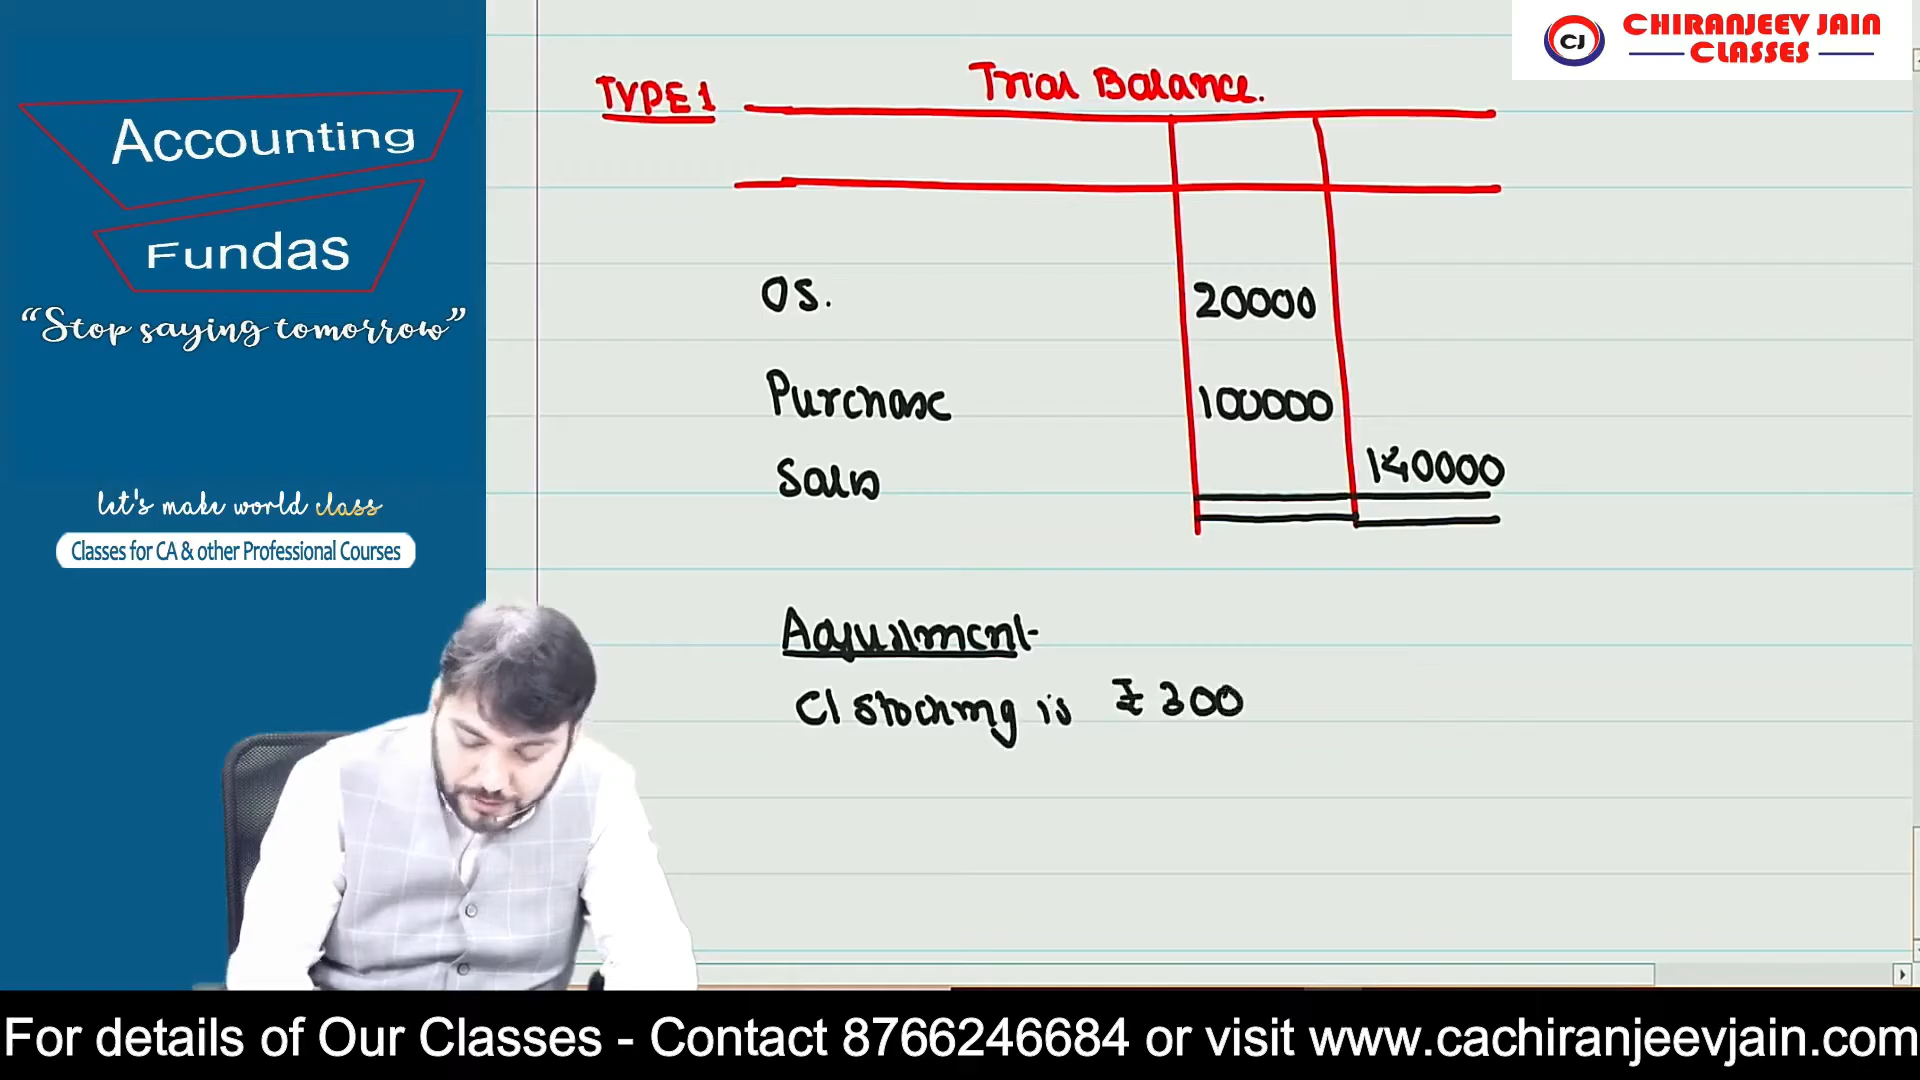 CHIRANJEEV JAIN
CLASSES
CJ
Accounting
Fundas
“Stop saying tomorrow”
let's make world class
Classes for CA & other Professional Courses
TYPE 1
Trial Balance.
OS. 20000
Purchase 100000
Sales 140000
Adjustment
Cl stocking is ₹ 300
For details of Our Classes - Contact 8766246684 or visit www.cachiranjeevjain.com